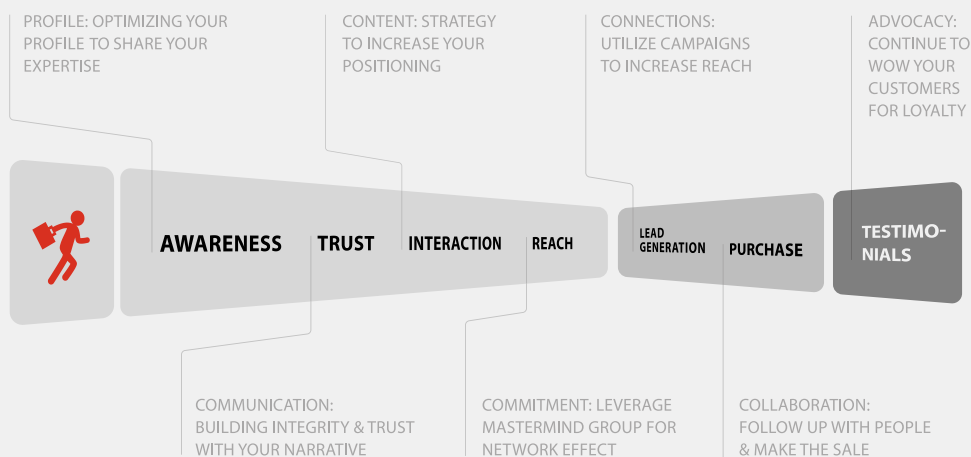 PROFILE: OPTIMIZING YOUR
PROFILE TO SHARE YOUR
EXPERTISE
CONTENT: STRATEGY
TO INCREASE YOUR
POSITIONING
CONNECTIONS:
UTILIZE CAMPAIGNS
TO INCREASE REACH
ADVOCACY:
CONTINUE TO
WOW YOUR
CUSTOMERS
FOR LOYALTY
AWARENESS
TRUST
INTERACTION
REACH
LEAD
GENERATION
PURCHASE
TESTIMO-
NIALS
COMMUNICATION:
BUILDING INTEGRITY & TRUST
WITH YOUR NARRATIVE
COMMITMENT: LEVERAGE
MASTERMIND GROUP FOR
NETWORK EFFECT
COLLABORATION:
FOLLOW UP WITH PEOPLE
& MAKE THE SALE